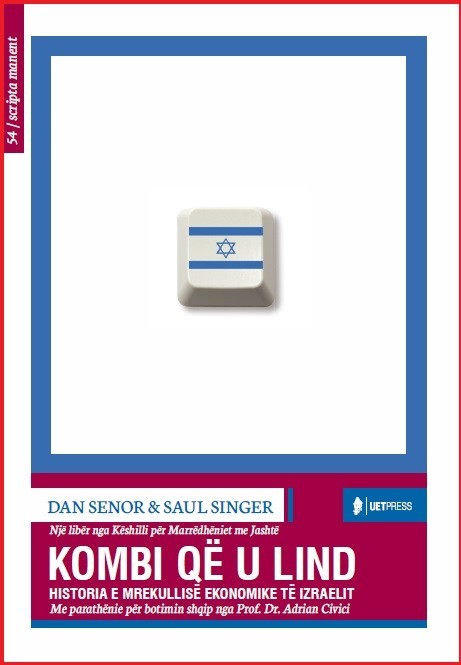 54 / scripta manent
DAN SENOR & SAUL SINGER
UETPRESS
Një libër nga Këshilli për Marrëdhëniet me Jashtë
KOMBI QË U LIND
HISTORIA E MREKULLISË EKONOMIKE TË IZRAELIT
Me parathënie për botimin shqip nga Prof. Dr. Adrian Civici